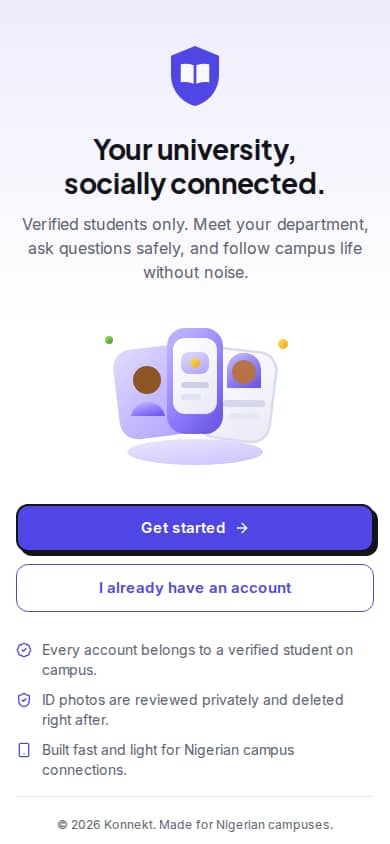 Your university,
socially connected.
Verified students only. Meet your department,
ask questions safely, and follow campus life
without noise.
Get started →
I already have an account
Every account belongs to a verified student on
campus.
ID photos are reviewed privately and deleted
right after.
Built fast and light for Nigerian campus
connections.
© 2026 Konnekt. Made for Nigerian campuses.